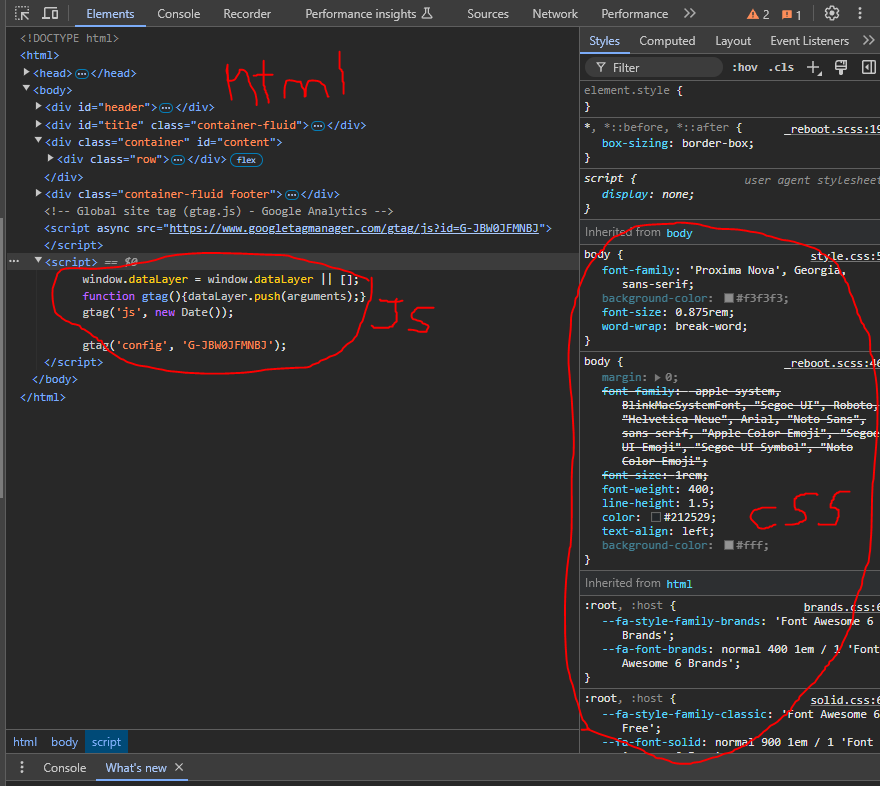 Elements Console Recorder Performance insights Sources Network Performance 2 1
<!DOCTYPE html>
<html>
<head> </head>
<body>
<div id="header"> </div>
<div id="title" class="container-fluid"> </div>
<div class="container" id="content">
<div class="row"> </div> flex
</div>
<div class="container-fluid footer"> </div>
<!-- Global site tag (gtag.js) - Google Analytics -->
<script async src="https://www.googletagmanager.com/gtag/js?id=G-JBW0JFMNBJ">
</script>
<script> == $0
window.dataLayer = window.dataLayer || [];
function gtag(){dataLayer.push(arguments);}
gtag('js', new Date());
gtag('config', 'G-JBW0JFMNBJ');
</script>
</body>
</html>
Html
JS
html body script
Console What's new
Styles Computed Layout Event Listeners
Filter :hov .cls
element.style {
}
*, *::before, *::after { _reboot.scss:19
box-sizing: border-box;
}
script { user agent stylesheet
display: none;
}
Inherited from body
body { style.css:5
font-family: 'Proxima Nova', Georgia,
sans-serif;
background-color: #f3f3f3;
font-size: 0.875rem;
word-wrap: break-word;
}
body { _reboot.scss:46
margin: 0;
font-family: -apple-system,
BlinkMacSystemFont, "Segoe UI", Roboto,
"Helvetica Neue", Arial, "Noto Sans",
sans-serif, "Apple Color Emoji", "Segoe
UI Emoji", "Segoe UI Symbol", "Noto
Color Emoji";
font-size: 1rem;
font-weight: 400;
line-height: 1.5;
color: #212529;
text-align: left;
background-color: #fff;
}
CSS
Inherited from html
:root, :host { brands.css:6
--fa-style-family-brands: 'Font Awesome 6
Brands';
--fa-font-brands: normal 400 1em / 1 'Font
Awesome 6 Brands';
}
:root, :host { solid.css:6
--fa-style-family-classic: 'Font Awesome 6
Free';
--fa-font-solid: normal 900 1em / 1 'Font